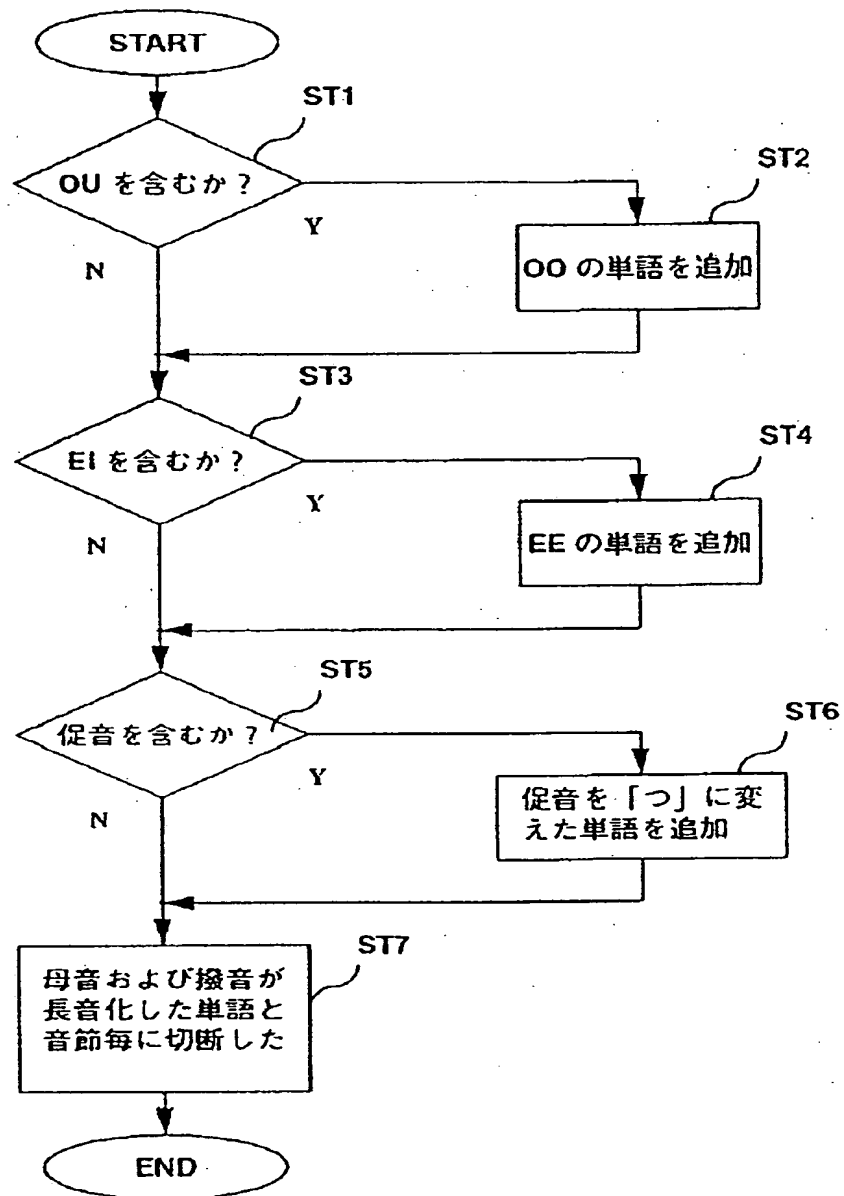 START
ST1
OU を含むか？
Y
N
ST2
OO の単語を追加
ST3
EI を含むか？
Y
N
ST4
EE の単語を追加
ST5
促音を含むか？
Y
N
ST6
促音を「つ」に変
えた単語を追加
ST7
母音および撥音が
長音化した単語と
音節毎に切断した
END